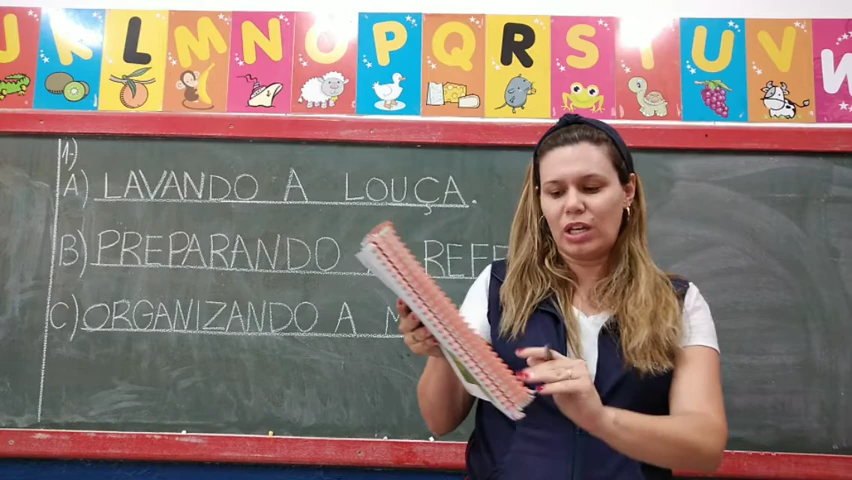 J K L M N O P Q R S T U V W
1)
A) LAVANDO A LOUÇA.
B) PREPARANDO
C) ORGANIZANDO A